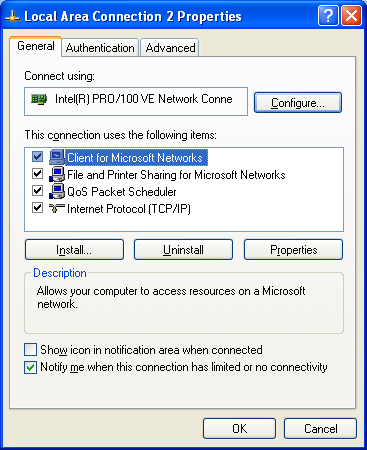 Local Area Connection 2 Properties
General Authentication Advanced
Connect using:
Intel(R) PRO/100 VE Network Conne
Configure...
This connection uses the following items:
Client for Microsoft Networks
File and Printer Sharing for Microsoft Networks
QoS Packet Scheduler
Internet Protocol (TCP/IP)
Install... Uninstall Properties
Description
Allows your computer to access resources on a Microsoft
network.
Show icon in notification area when connected
Notify me when this connection has limited or no connectivity
OK Cancel